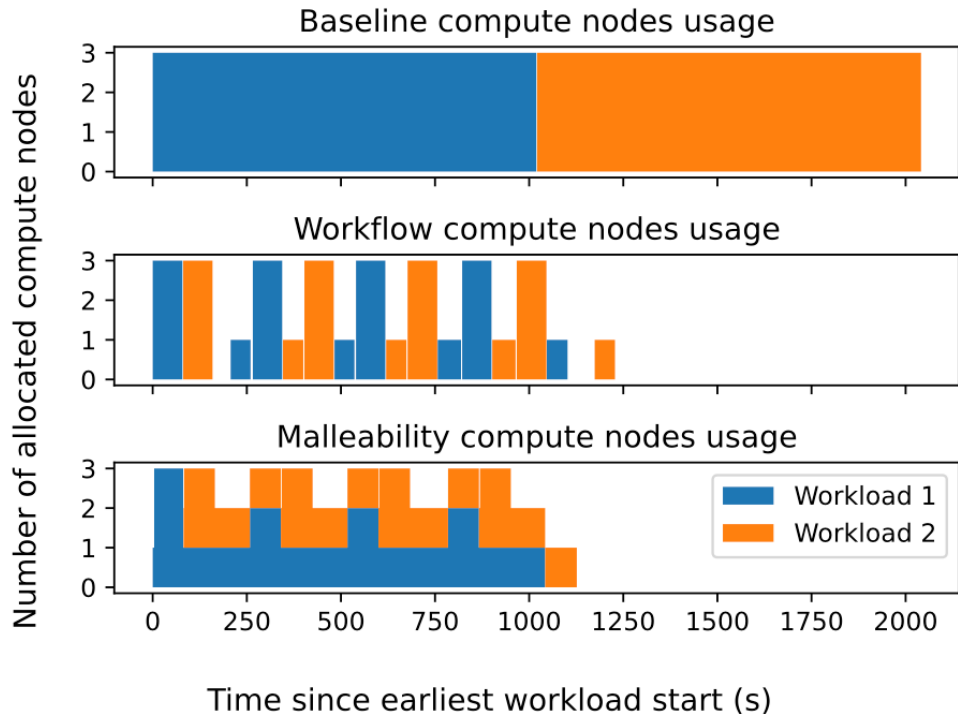 Baseline compute nodes usage
3
2
1
0
Workflow compute nodes usage
3
2
1
0
Malleability compute nodes usage
3
2
1
0
Workload 1
Workload 2
0 250 500 750 1000 1250 1500 1750 2000
Time since earliest workload start (s)
Number of allocated compute nodes